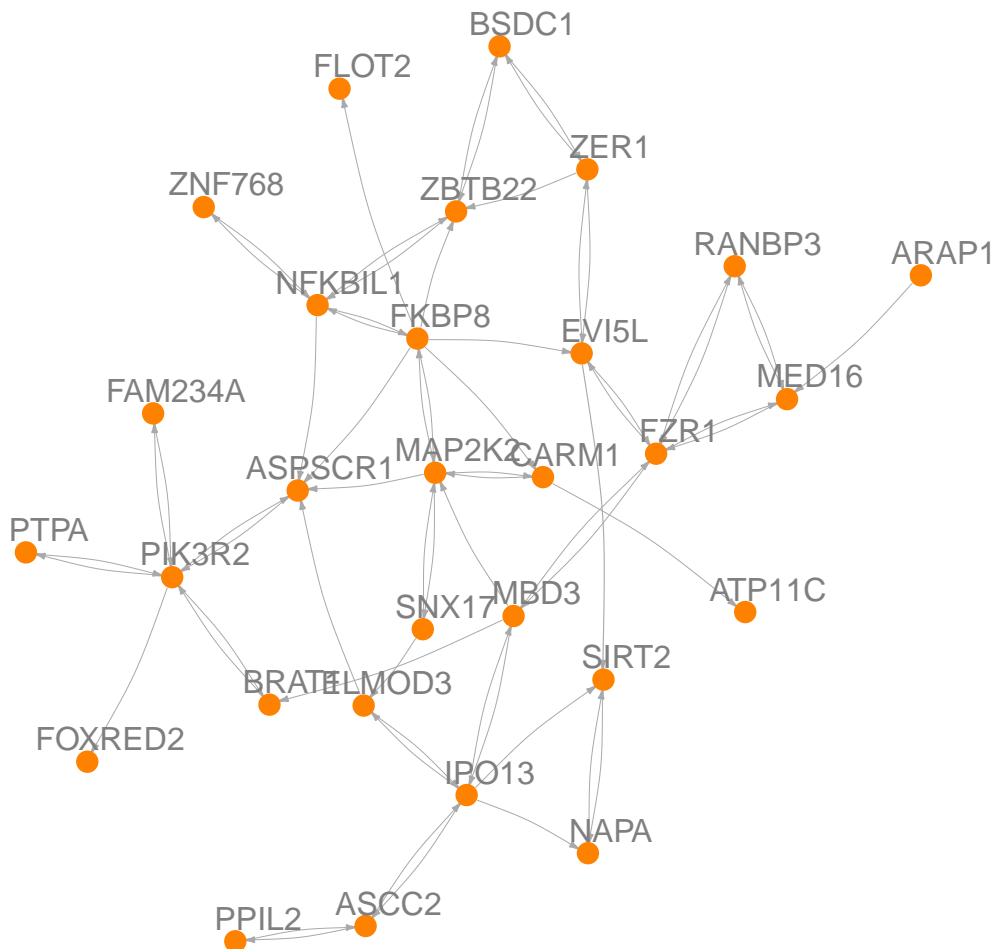 BSDC1
FLOT2
ZER1
ZNF768
ZBTB22
RANBP3
ARAP1
NFKBIL1
FKBP8
EVI5L
MED16
FAM234A
FZR1
MAP2K2
CARM1
ASPSCR1
PTPA
PIK3R2
ATP11C
SNX17
MBD3
SIRT2
BRAT1
ELMOD3
FOXRED2
IPO13
NAPA
ASCC2
PPIL2